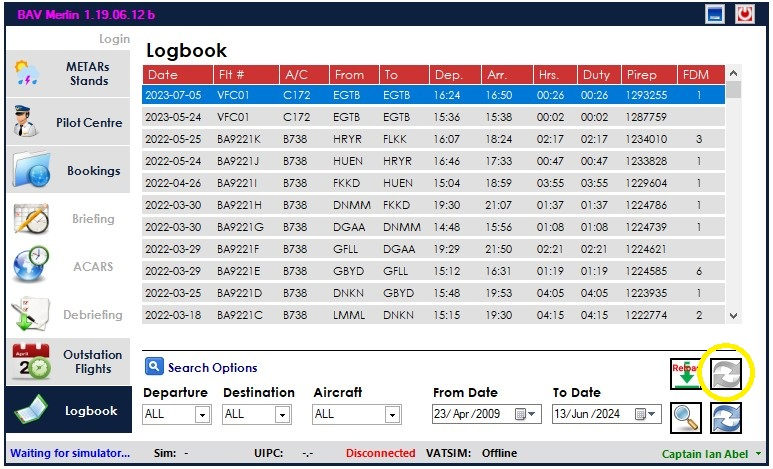 BAV Merlin 1.19.06.12 b
Login
METARs
Stands
Pilot Centre
Bookings
Briefing
ACARS
Debriefing
April
Outstation
Flights
Logbook
Logbook
Date Flt # A/C From To Dep. Arr. Hrs. Duty Pirep FDM
2023-07-05 VFC01 C172 EGTB EGTB 16:24 16:50 00:26 00:26 1293255 1
2023-05-24 VFC01 C172 EGTB EGTB 15:36 15:38 00:02 00:02 1287759
2022-05-25 BA9221K B738 HRYR FLKK 16:07 18:24 02:17 02:17 1234010 3
2022-05-24 BA9221J B738 HUEN HRYR 16:46 17:33 00:47 00:47 1233828 1
2022-04-26 BA9221I B738 FKKD HUEN 15:04 18:59 03:55 03:55 1229604 1
2022-03-30 BA9221H B738 DNMM FKKD 19:30 21:07 01:37 01:37 1224786 1
2022-03-30 BA9221G B738 DGAA DNMM 14:48 15:56 01:08 01:08 1224739 1
2022-03-29 BA9221F B738 GFLL DGAA 19:29 21:50 02:21 02:21 1224621
2022-03-29 BA9221E B738 GBYD GFLL 15:12 16:31 01:19 01:19 1224585 6
2022-03-25 BA9221D B738 DNKN GBYD 15:48 19:53 04:05 04:05 1223935 1
2022-03-18 BA9221C B738 LMML DNKN 15:15 19:30 04:15 04:15 1222774 2
Search Options
Departure Destination Aircraft From Date To Date
ALL ALL ALL 23/ Apr /2009 13/Jun /2024
Waiting for simulator... Sim: - UIPC: -.- Disconnected VATSIM: Offline Captain Ian Abel